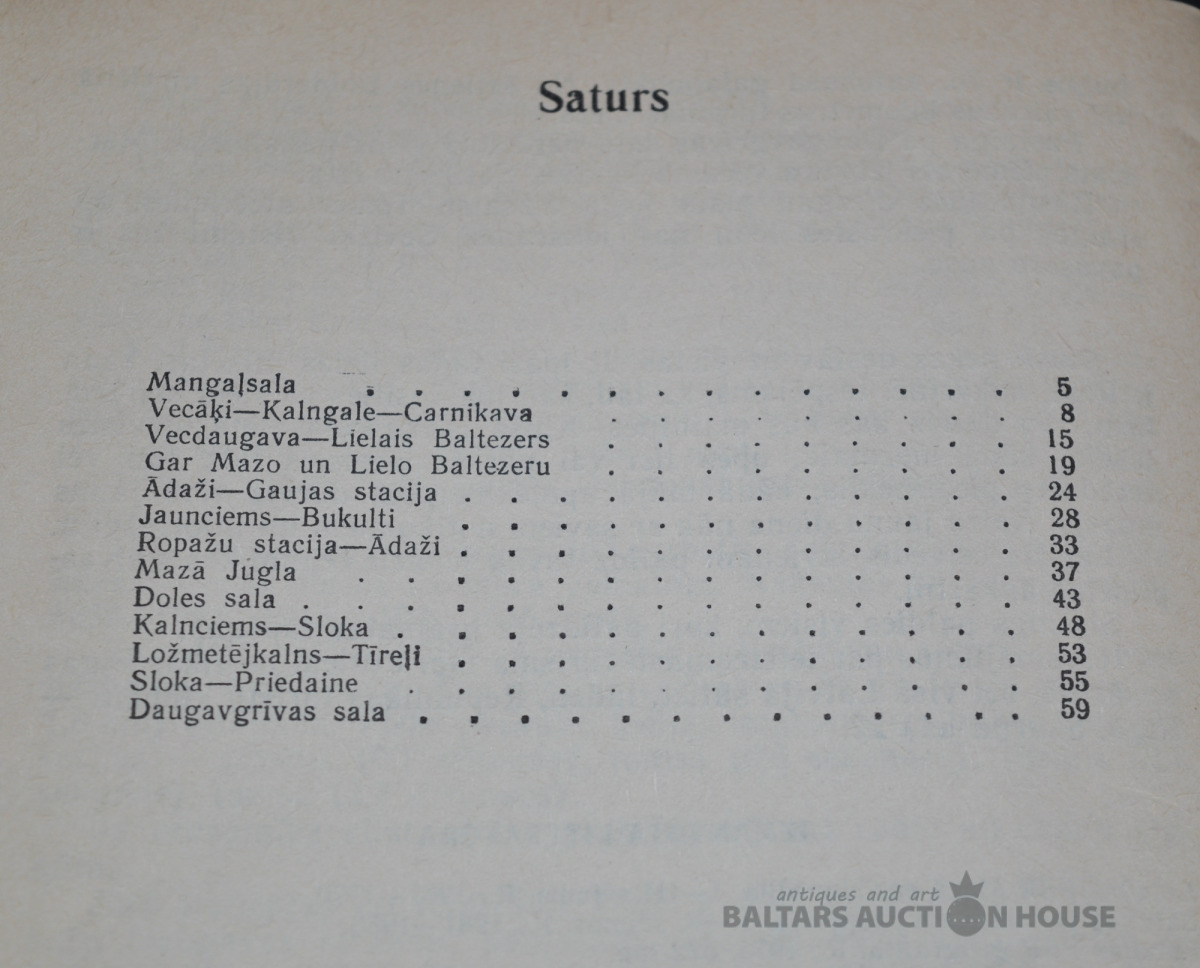 Saturs
Mangaļsala . . . . . . . . . . . . . 5
Vecāķi—Kalngale—Carnikava . . . . . . . . . 8
Vecdaugava—Lielais Baltezers . . . . . . . . . 15
Gar Mazo un Lielo Baltezeru . . . . . . . . . 19
Ādaži—Gaujas stacija . . . . . . . . . . . . 24
Jaunciems—Bukulti . . . . . . . . . . . . 28
Ropažu stacija—Ādaži . . . . . . . . . . . . 33
Mazā Jugla . . . . . . . . . . . . . . 37
Doles sala . . . . . . . . . . . . . . . 43
Kalnciems—Sloka . . . . . . . . . . . . . 48
Ložmetējkalns—Tīreļi . . . . . . . . . . . . 53
Sloka—Priedaine . . . . . . . . . . . . . 55
Daugavgrīvas sala . . . . . . . . . . . . . 59
antiques and art
BALTARS AUCTION HOUSE